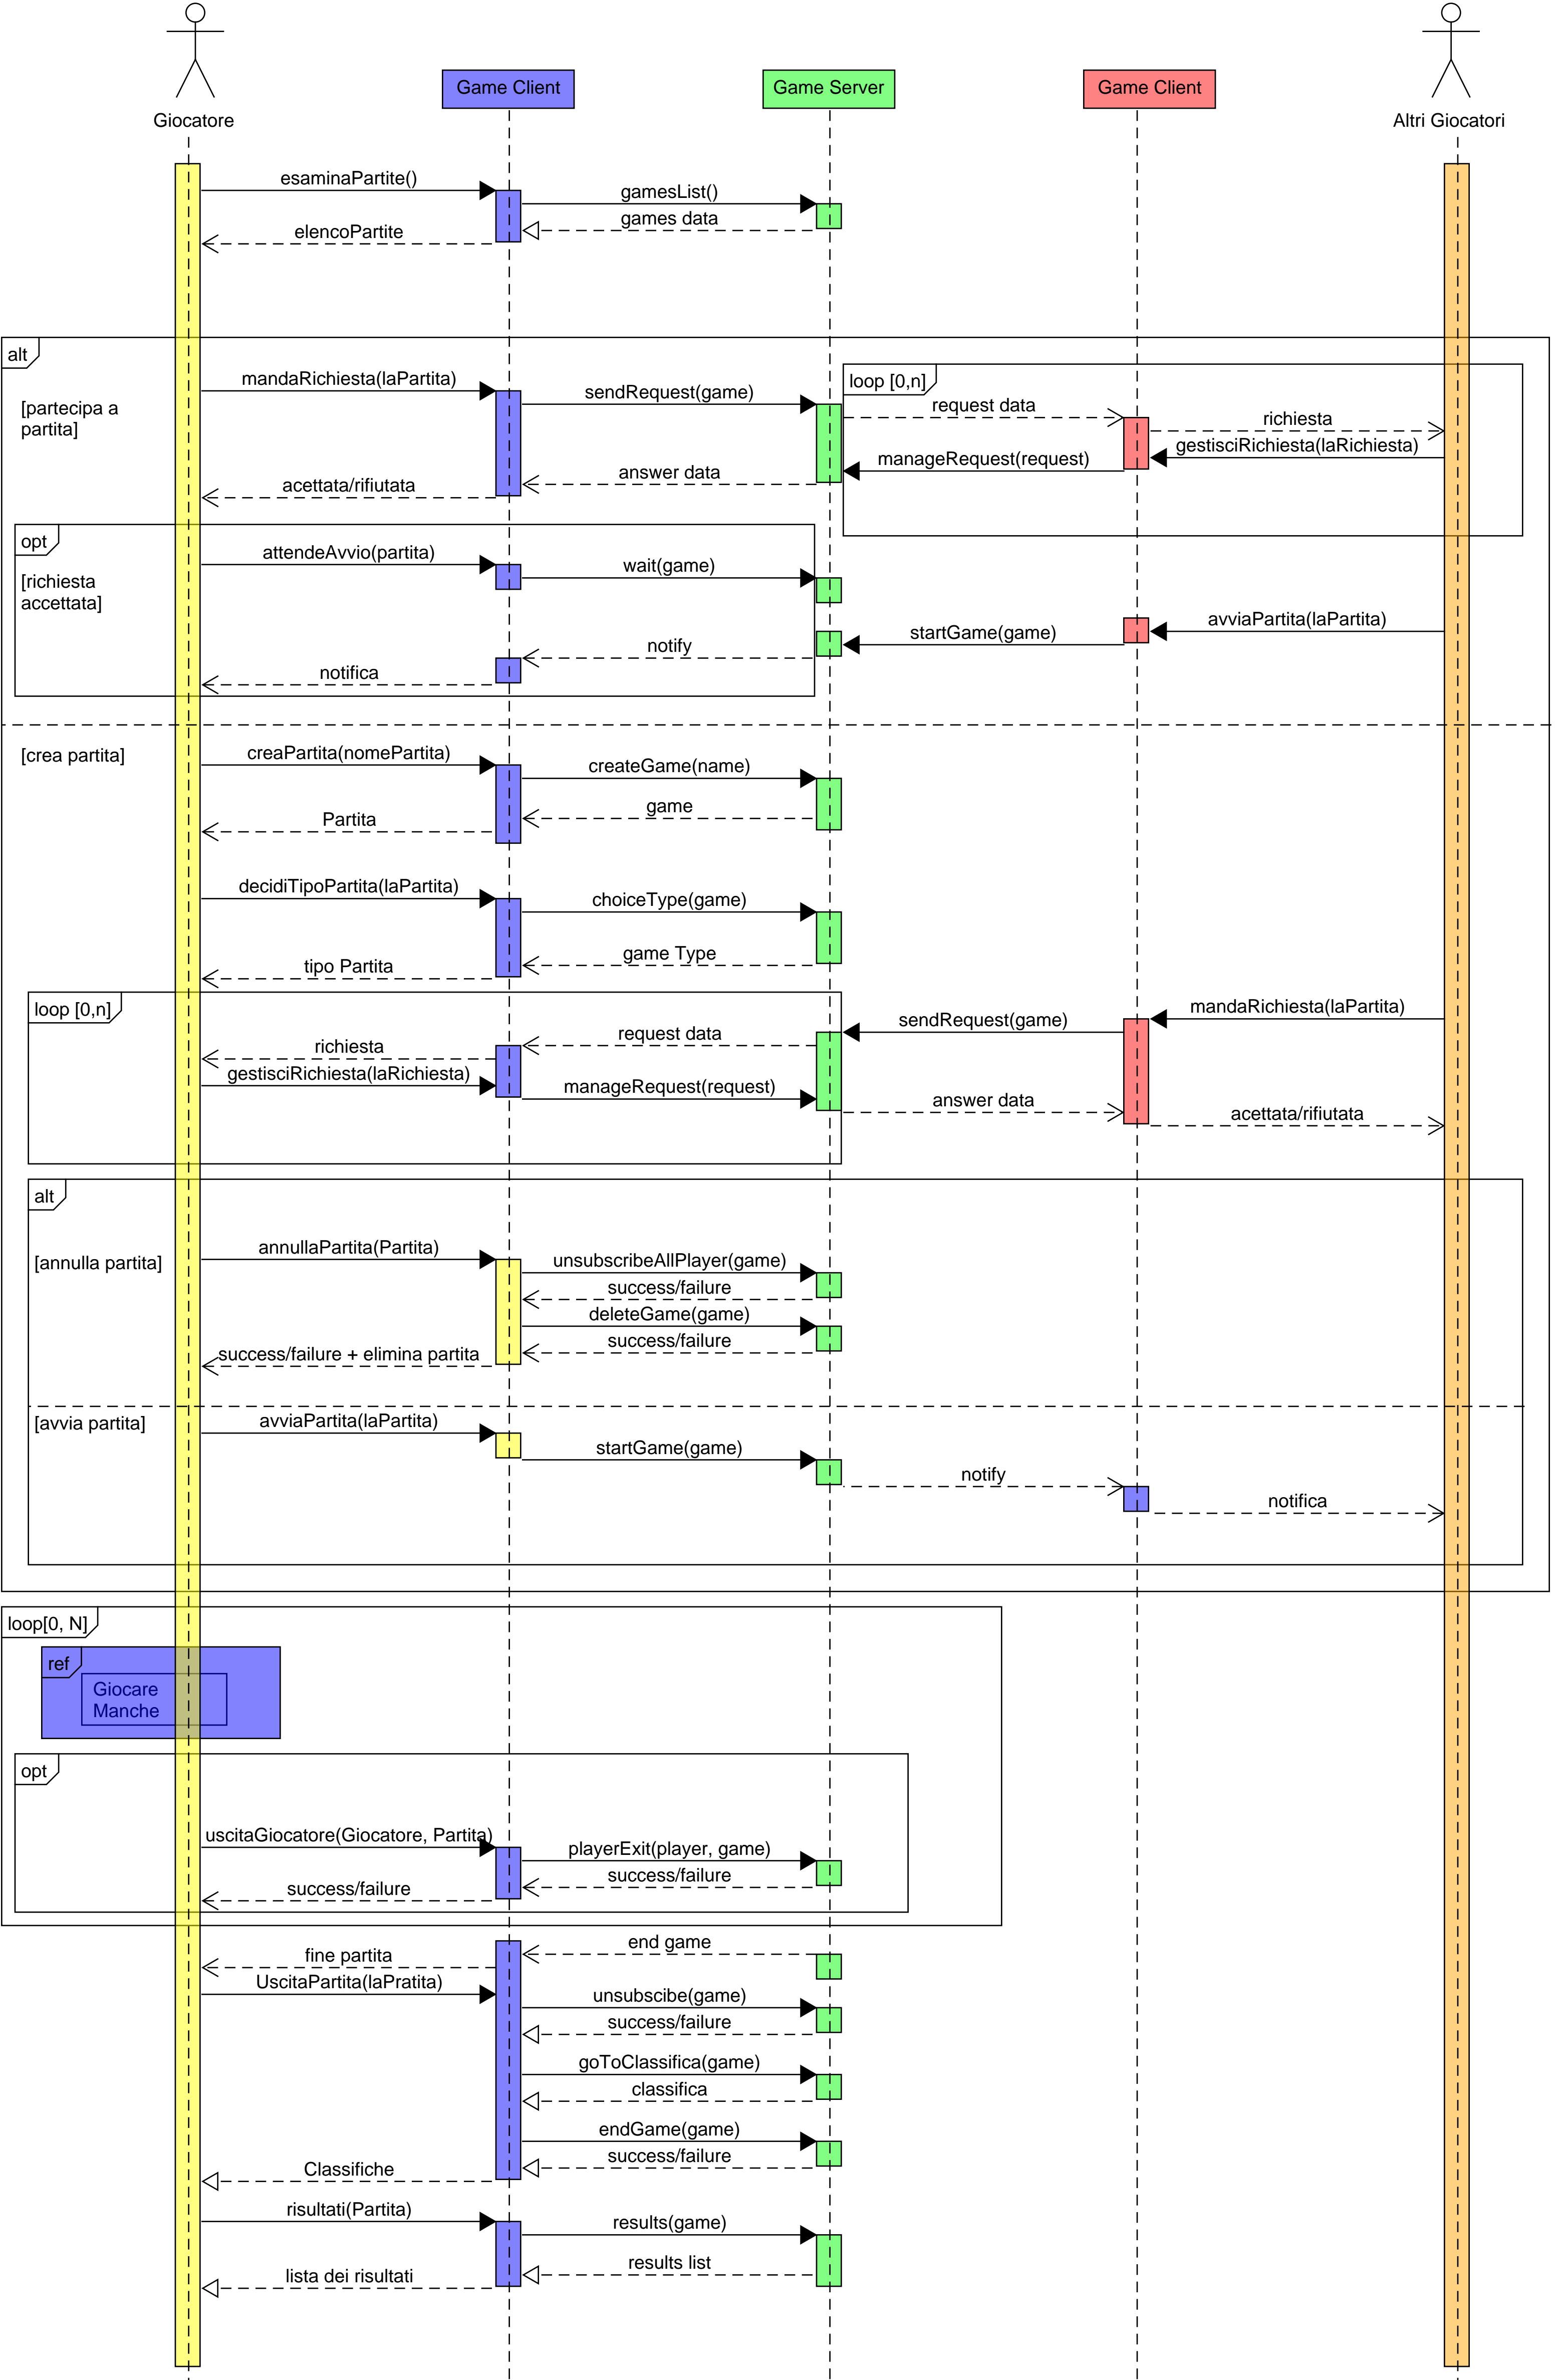 Giocatore
Game Client
Game Server
Game Client
Altri Giocatori
esaminaPartite()
gamesList()
games data
elencoPartite
alt
[partecipa a
partita]
mandaRichiesta(laPartita)
sendRequest(game)
loop [0,n]
request data
richiesta
gestisciRichiesta(laRichiesta)
manageRequest(request)
answer data
acettata/rifiutata
opt
[richiesta
accettata]
attendeAvvio(partita)
wait(game)
avviaPartita(laPartita)
startGame(game)
notify
notifica
[crea partita]
creaPartita(nomePartita)
createGame(name)
game
Partita
decidiTipoPartita(laPartita)
choiceType(game)
game Type
tipo Partita
loop [0,n]
mandaRichiesta(laPartita)
sendRequest(game)
request data
richiesta
gestisciRichiesta(laRichiesta)
manageRequest(request)
answer data
acettata/rifiutata
alt
[annulla partita]
annullaPartita(Partita)
unsubscribeAllPlayer(game)
success/failure
deleteGame(game)
success/failure
success/failure + elimina partita
[avvia partita]
avviaPartita(laPartita)
startGame(game)
notify
notifica
loop[0, N]
ref
Giocare
Manche
opt
uscitaGiocatore(Giocatore, Partita)
playerExit(player, game)
success/failure
success/failure
end game
fine partita
UscitaPartita(laPratita)
unsubscibe(game)
success/failure
goToClassifica(game)
classifica
endGame(game)
success/failure
Classifiche
risultati(Partita)
results(game)
results list
lista dei risultati